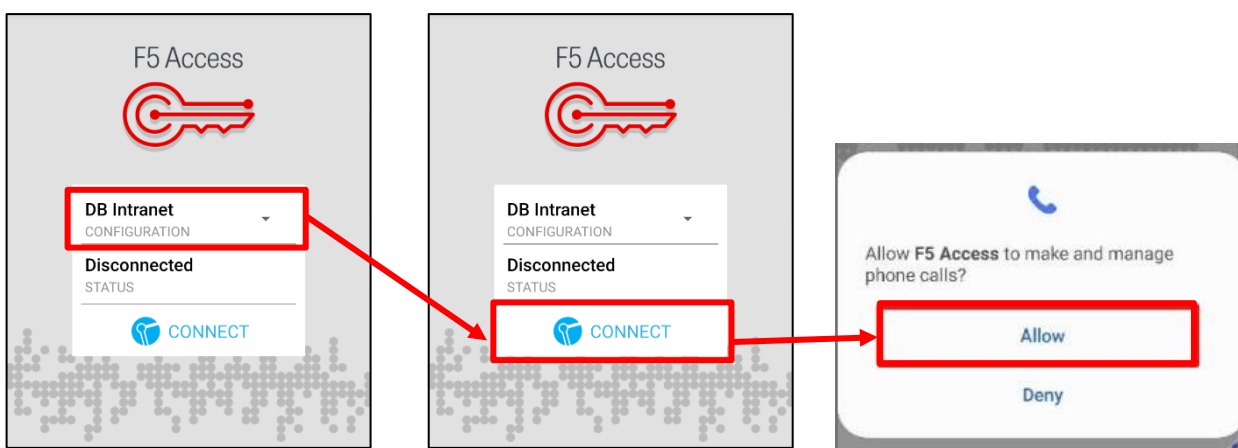 F5 Access
DB Intranet
CONFIGURATION
Disconnected
STATUS
CONNECT
F5 Access
DB Intranet
CONFIGURATION
Disconnected
STATUS
CONNECT
Allow F5 Access to make and manage
phone calls?
Allow
Deny